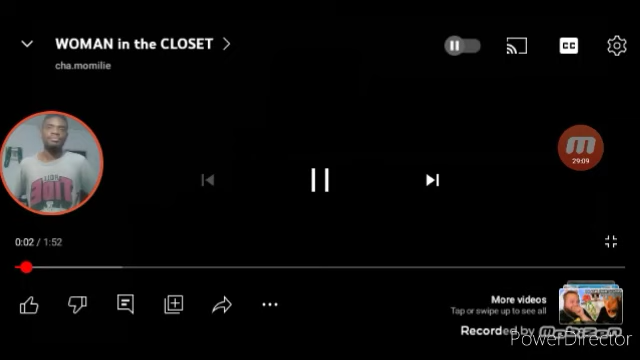 WOMAN in the CLOSET
cha.momilie
CC
29:09
0:02 / 1:52
More videos
Tap or swipe up to see all
Recorded by
PowerDirector